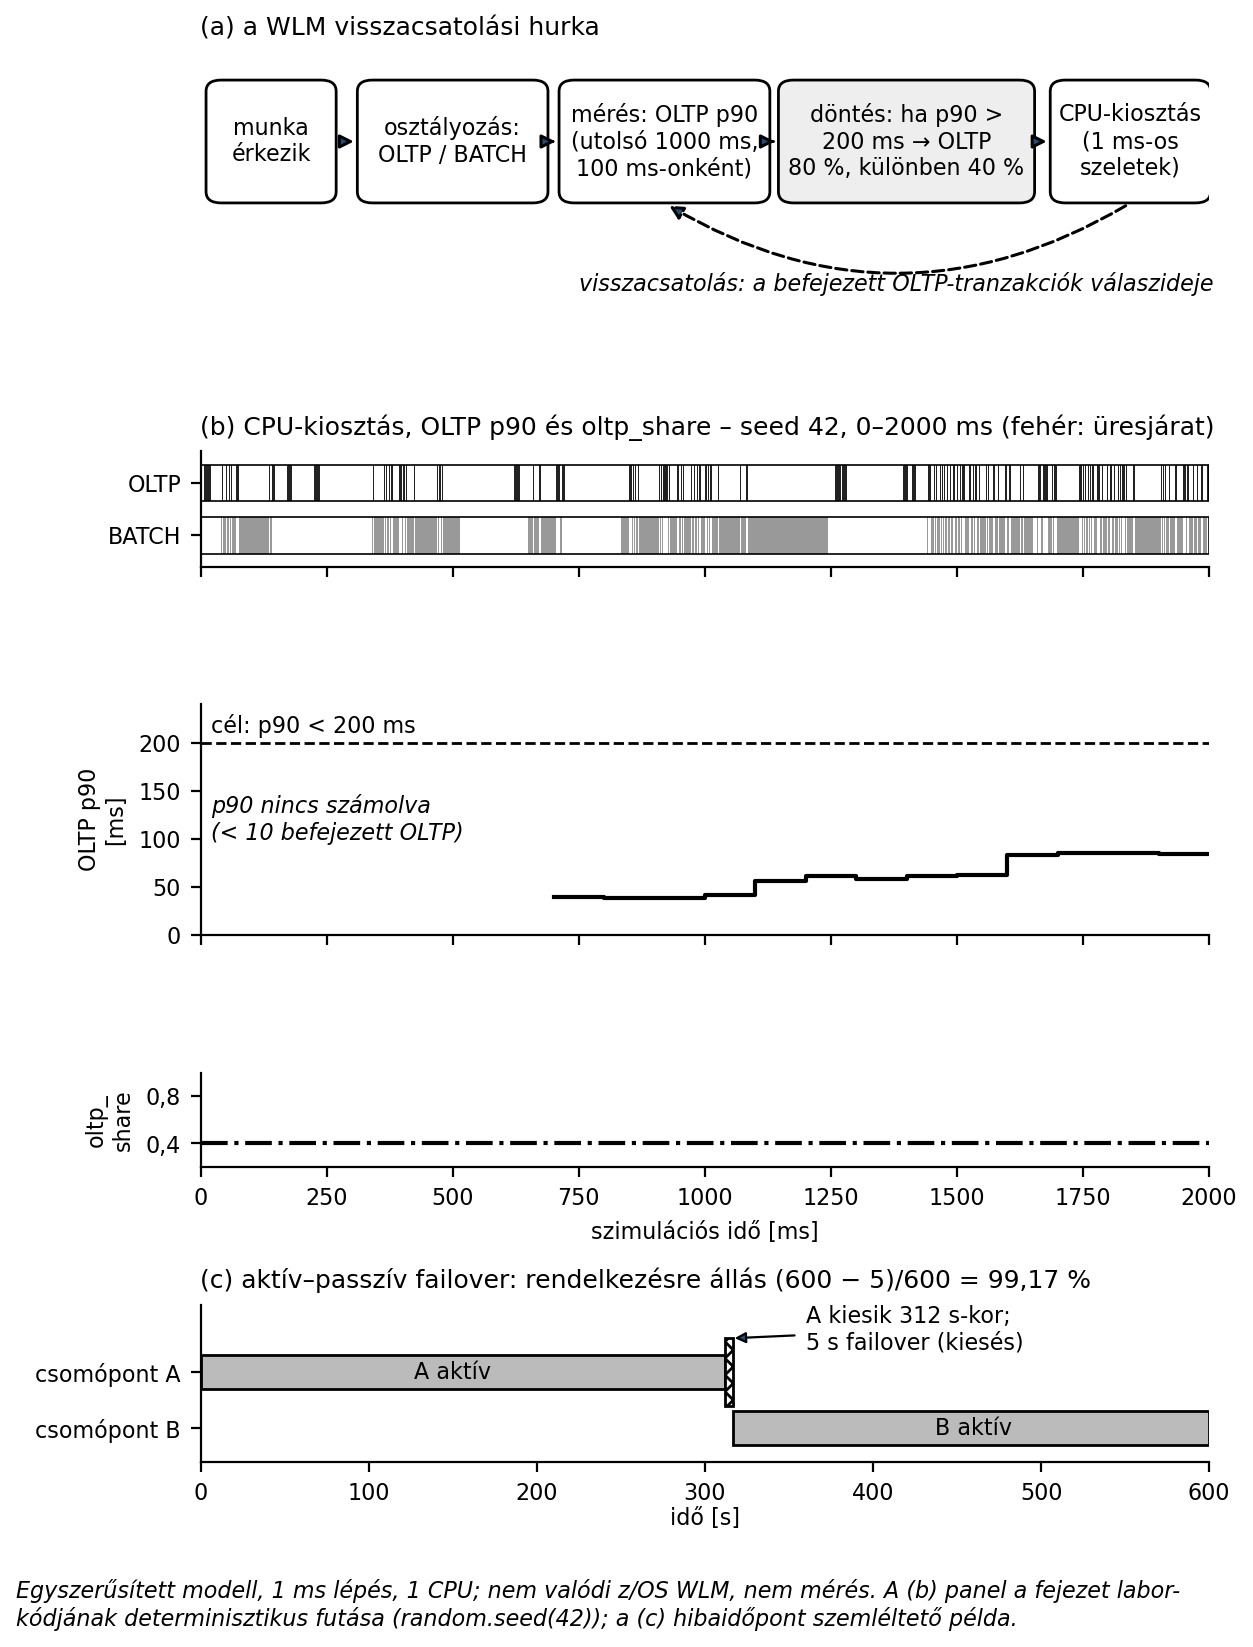 (a) a WLM visszacsatolási hurka
munka
érkezik
osztályozás:
OLTP / BATCH
mérés: OLTP p90
(utolsó 1000 ms,
100 ms-onként)
döntés: ha p90 >
200 ms → OLTP
80 %, különben 40 %
CPU-kiosztás
(1 ms-os
szeletek)
visszacsatolás: a befejezett OLTP-tranzakciók válaszideje
(b) CPU-kiosztás, OLTP p90 és oltp_share – seed 42, 0–2000 ms (fehér: üresjárat)
OLTP
BATCH
cél: p90 < 200 ms
p90 nincs számolva
(< 10 befejezett OLTP)
OLTP p90
[ms]
200
150
100
50
0
oltp_
share
0,8
0,4
0 250 500 750 1000 1250 1500 1750 2000
szimulációs idő [ms]
(c) aktív–passzív failover: rendelkezésre állás (600 − 5)/600 = 99,17 %
A kiesik 312 s-kor;
5 s failover (kiesés)
csomópont A
A aktív
csomópont B
B aktív
0 100 200 300 400 500 600
idő [s]
Egyszerűsített modell, 1 ms lépés, 1 CPU; nem valódi z/OS WLM, nem mérés. A (b) panel a fejezet labor-
kódjának determinisztikus futása (random.seed(42)); a (c) hibaidőpont szemléltető példa.